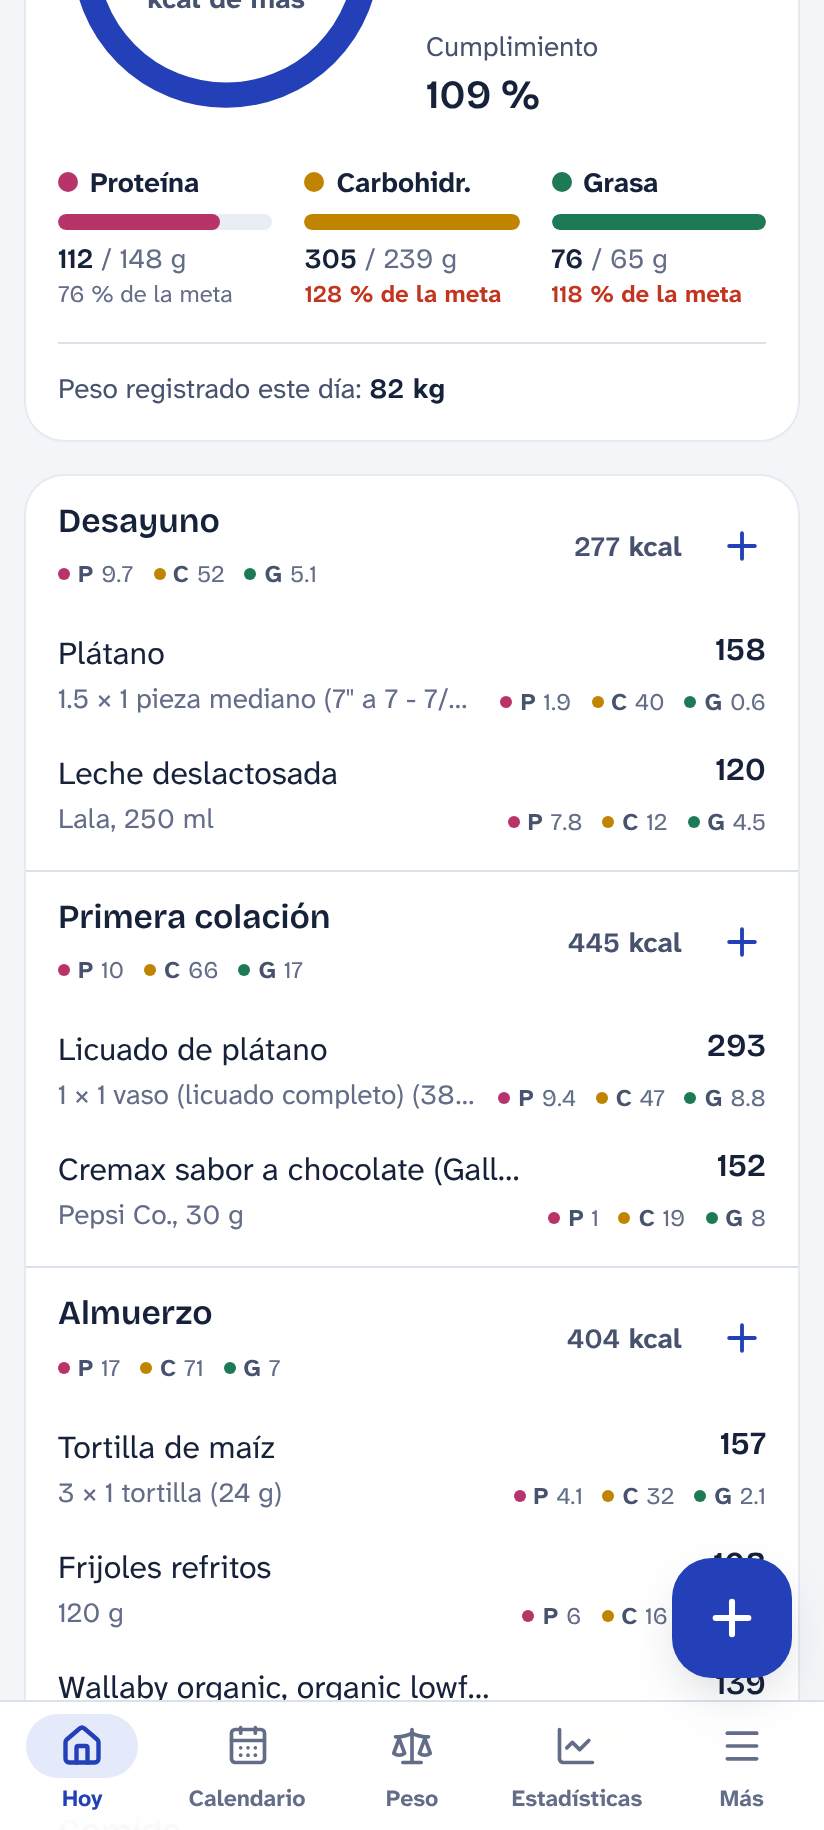 kcal de más
Cumplimiento
109 %
Proteína
112 / 148 g
76 % de la meta
Carbohidr.
305 / 239 g
128 % de la meta
Grasa
76 / 65 g
118 % de la meta
Peso registrado este día: 82 kg
Desayuno
277 kcal
P 9.7 C 52 G 5.1
Plátano
158
1.5 × 1 pieza mediano (7" a 7 - 7/...
P 1.9 C 40 G 0.6
Leche deslactosada
120
Lala, 250 ml
P 7.8 C 12 G 4.5
Primera colación
445 kcal
P 10 C 66 G 17
Licuado de plátano
293
1 × 1 vaso (licuado completo) (38...
P 9.4 C 47 G 8.8
Cremax sabor a chocolate (Gall...
152
Pepsi Co., 30 g
P 1 C 19 G 8
Almuerzo
404 kcal
P 17 C 71 G 7
Tortilla de maíz
157
3 × 1 tortilla (24 g)
P 4.1 C 32 G 2.1
Frijoles refritos
120 g
P 6 C 16
Wallaby organic, organic lowf...
139
Hoy
Calendario
Peso
Estadísticas
Más